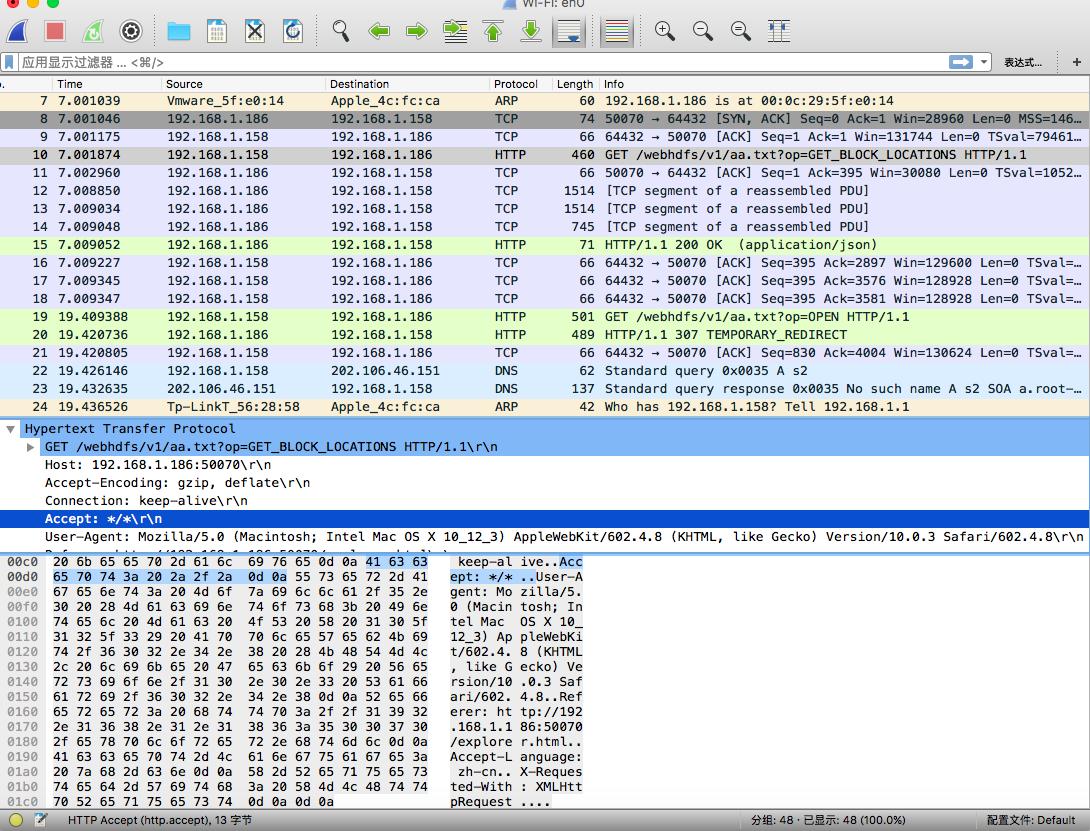 Wi-Fi: en0
应用显示过滤器 … <⌘/>
表达式… +
Time Source Destination Protocol Length Info
7 7.001039 Vmware_5f:e0:14 Apple_4c:fc:ca ARP 60 192.168.1.186 is at 00:0c:29:5f:e0:14
8 7.001046 192.168.1.186 192.168.1.158 TCP 74 50070 → 64432 [SYN, ACK] Seq=0 Ack=1 Win=28960 Len=0 MSS=146…
9 7.001175 192.168.1.158 192.168.1.186 TCP 66 64432 → 50070 [ACK] Seq=1 Ack=1 Win=131744 Len=0 TSval=79461…
10 7.001874 192.168.1.158 192.168.1.186 HTTP 460 GET /webhdfs/v1/aa.txt?op=GET_BLOCK_LOCATIONS HTTP/1.1
11 7.002960 192.168.1.186 192.168.1.158 TCP 66 50070 → 64432 [ACK] Seq=1 Ack=395 Win=30080 Len=0 TSval=1052…
12 7.008850 192.168.1.186 192.168.1.158 TCP 1514 [TCP segment of a reassembled PDU]
13 7.009034 192.168.1.186 192.168.1.158 TCP 1514 [TCP segment of a reassembled PDU]
14 7.009048 192.168.1.186 192.168.1.158 TCP 745 [TCP segment of a reassembled PDU]
15 7.009052 192.168.1.186 192.168.1.158 HTTP 71 HTTP/1.1 200 OK (application/json)
16 7.009227 192.168.1.158 192.168.1.186 TCP 66 64432 → 50070 [ACK] Seq=395 Ack=2897 Win=129600 Len=0 TSval=…
17 7.009345 192.168.1.158 192.168.1.186 TCP 66 64432 → 50070 [ACK] Seq=395 Ack=3576 Win=128928 Len=0 TSval=…
18 7.009347 192.168.1.158 192.168.1.186 TCP 66 64432 → 50070 [ACK] Seq=395 Ack=3581 Win=128928 Len=0 TSval=…
19 19.409388 192.168.1.158 192.168.1.186 HTTP 501 GET /webhdfs/v1/aa.txt?op=OPEN HTTP/1.1
20 19.420736 192.168.1.186 192.168.1.158 HTTP 489 HTTP/1.1 307 TEMPORARY_REDIRECT
21 19.420805 192.168.1.158 192.168.1.186 TCP 66 64432 → 50070 [ACK] Seq=830 Ack=4004 Win=130624 Len=0 TSval=…
22 19.426146 192.168.1.158 202.106.46.151 DNS 62 Standard query 0x0035 A s2
23 19.432635 202.106.46.151 192.168.1.158 DNS 137 Standard query response 0x0035 No such name A s2 SOA a.root-…
24 19.436526 Tp-LinkT_56:28:58 Apple_4c:fc:ca ARP 42 Who has 192.168.1.158? Tell 192.168.1.1
Hypertext Transfer Protocol
GET /webhdfs/v1/aa.txt?op=GET_BLOCK_LOCATIONS HTTP/1.1\r\n
Host: 192.168.1.186:50070\r\n
Accept-Encoding: gzip, deflate\r\n
Connection: keep-alive\r\n
Accept: */*\r\n
User-Agent: Mozilla/5.0 (Macintosh; Intel Mac OS X 10_12_3) AppleWebKit/602.4.8 (KHTML, like Gecko) Version/10.0.3 Safari/602.4.8\r\n
00c0 20 6b 65 65 70 2d 61 6c 69 76 65 0d 0a 41 63 63 keep-al ive..Acc
00d0 65 70 74 3a 20 2a 2f 2a 0d 0a 55 73 65 72 2d 41 ept: */* ..User-A
00e0 67 65 6e 74 3a 20 4d 6f 7a 69 6c 6c 61 2f 35 2e gent: Mo zilla/5.
00f0 30 20 28 4d 61 63 69 6e 74 6f 73 68 3b 20 49 6e 0 (Macin tosh; In
0100 74 65 6c 20 4d 61 63 20 4f 53 20 58 20 31 30 5f tel Mac OS X 10_
0110 31 32 5f 33 29 20 41 70 70 6c 65 57 65 62 4b 69 12_3) Ap pleWebKi
0120 74 2f 36 30 32 2e 34 2e 38 20 28 4b 48 54 4d 4c t/602.4. 8 (KHTML
0130 2c 20 6c 69 6b 65 20 47 65 63 6b 6f 29 20 56 65 , like G ecko) Ve
0140 72 73 69 6f 6e 2f 31 30 2e 30 2e 33 20 53 61 66 rsion/10 .0.3 Saf
0150 61 72 69 2f 36 30 32 2e 34 2e 38 0d 0a 52 65 66 ari/602. 4.8..Ref
0160 65 72 65 72 3a 20 68 74 74 70 3a 2f 2f 31 39 32 erer: ht tp://192
0170 2e 31 36 38 2e 31 2e 31 38 36 3a 35 30 30 37 30 .168.1.1 86:50070
0180 2f 65 78 70 6c 6f 72 65 72 2e 68 74 6d 6c 0d 0a /explore r.html..
0190 41 63 63 65 70 74 2d 4c 61 6e 67 75 61 67 65 3a Accept-L anguage:
01a0 20 7a 68 2d 63 6e 0d 0a 58 2d 52 65 71 75 65 73 zh-cn.. X-Reques
01b0 74 65 64 2d 57 69 74 68 3a 20 58 4d 4c 48 74 74 ted-With : XMLHtt
01c0 70 52 65 71 75 65 73 74 0d 0a 0d 0a pRequest ....
HTTP Accept (http.accept), 13 字节 分组: 48 · 已显示: 48 (100.0%) 配置文件: Default